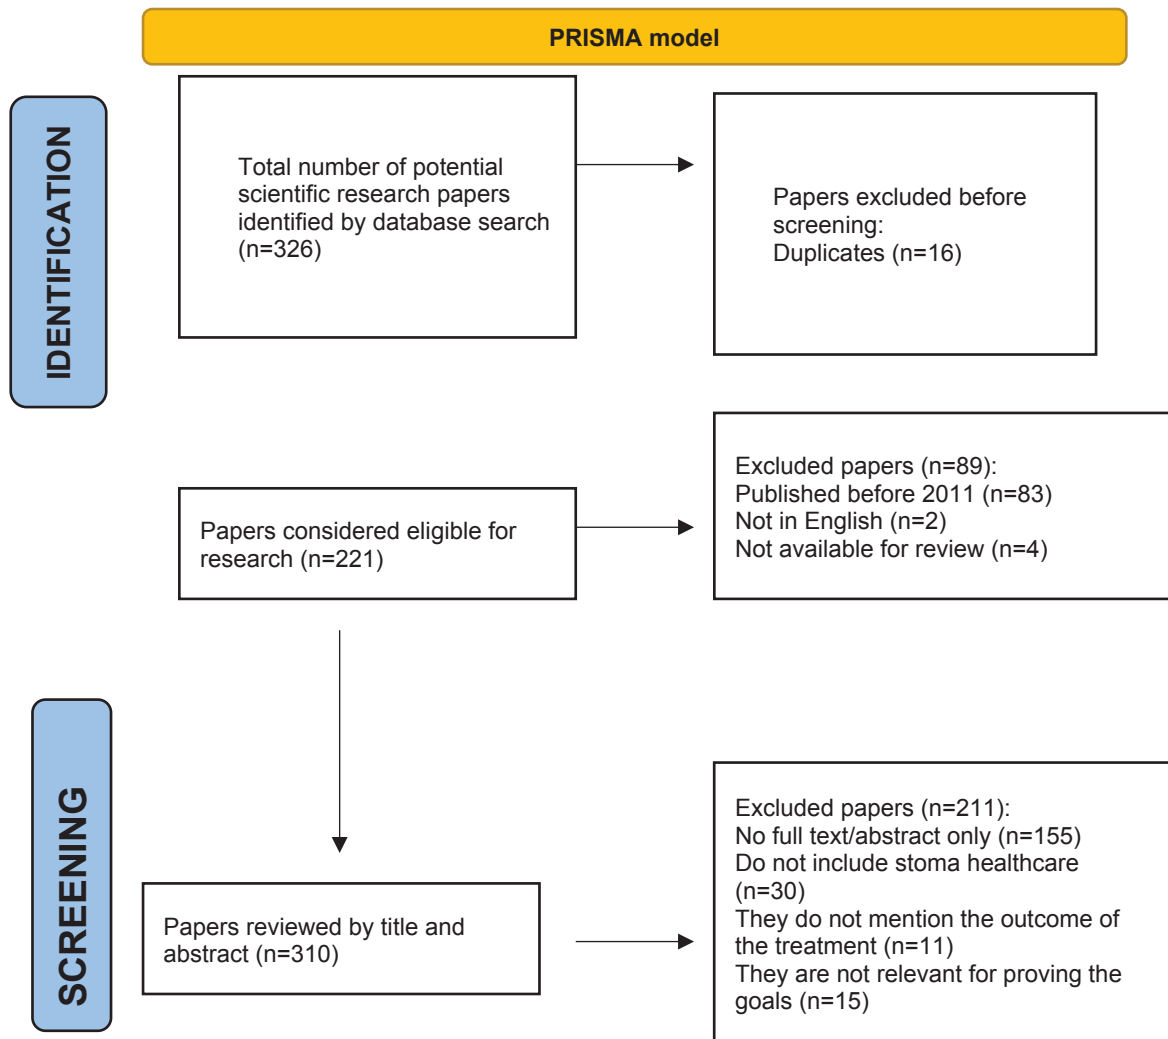 PRISMA model
IDENTIFICATION
Total number of potential
scientific research papers
identified by database search
(n=326)
Papers excluded before
screening:
Duplicates (n=16)
Papers considered eligible for
research (n=221)
Excluded papers (n=89):
Published before 2011 (n=83)
Not in English (n=2)
Not available for review (n=4)
SCREENING
Papers reviewed by title and
abstract (n=310)
Excluded papers (n=211):
No full text/abstract only (n=155)
Do not include stoma healthcare
(n=30)
They do not mention the outcome of
the treatment (n=11)
They are not relevant for proving the
goals (n=15)